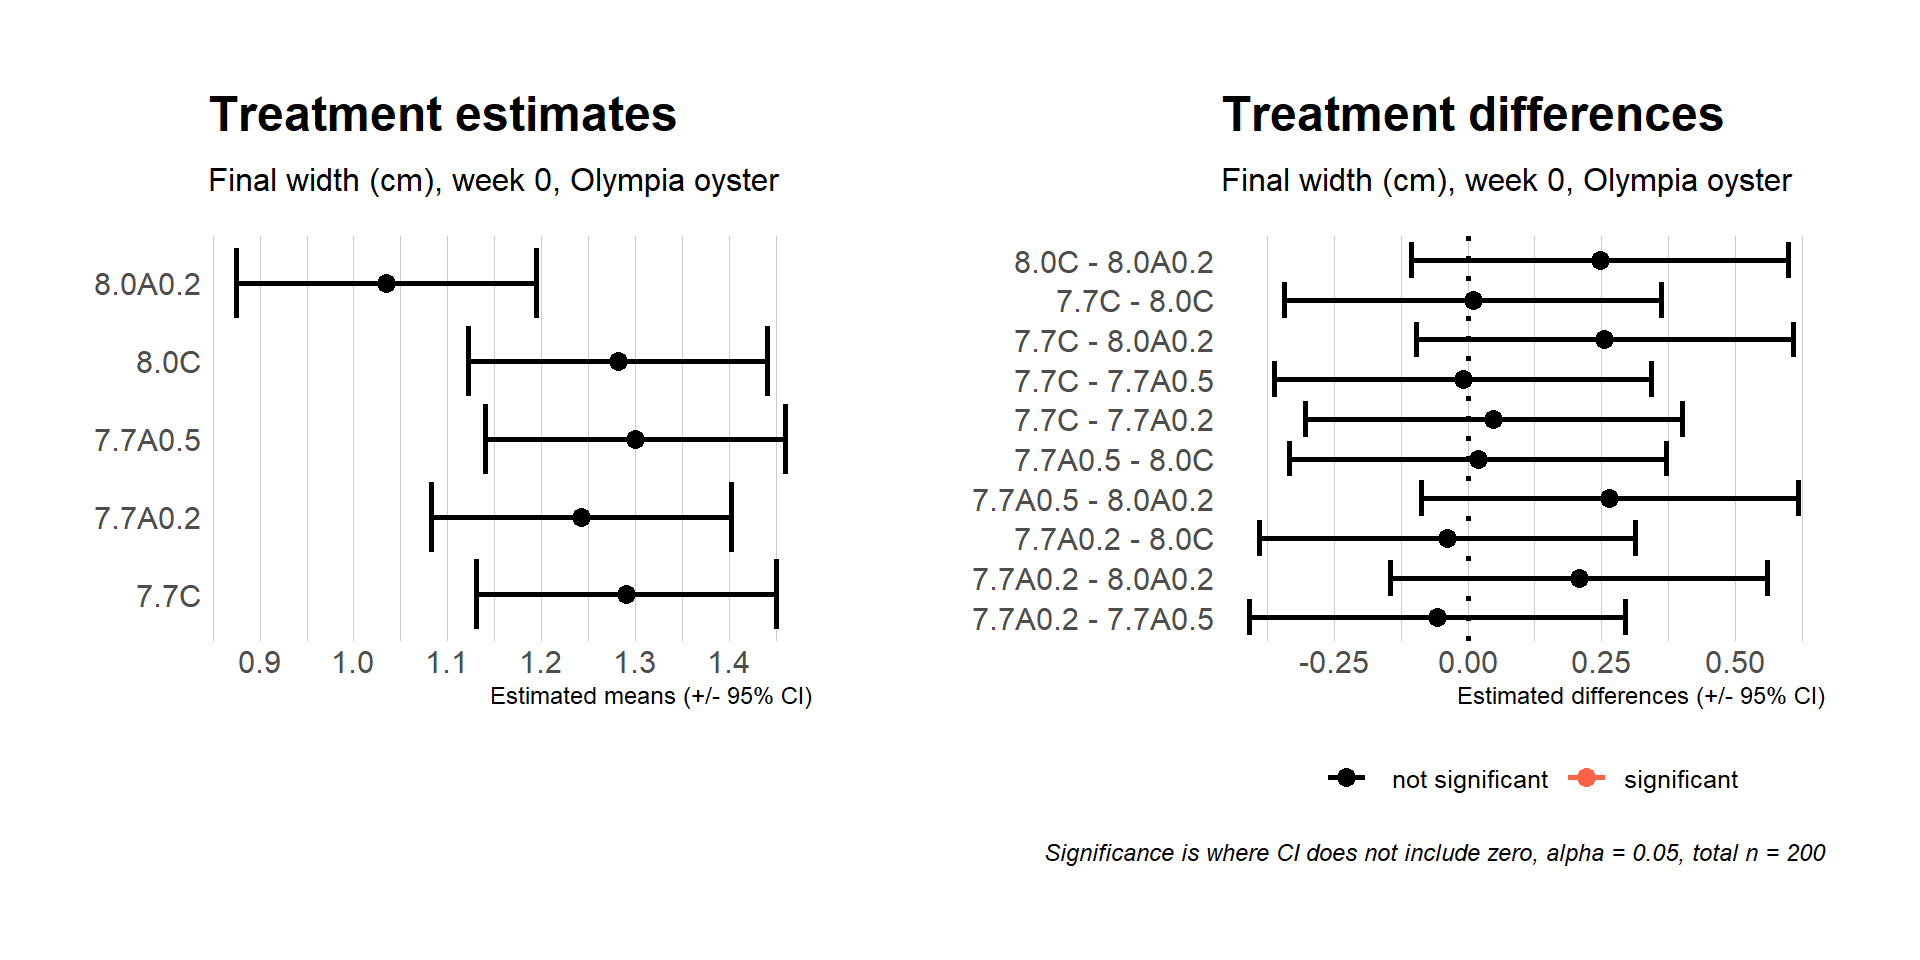 Treatment estimates
Final width (cm), week 0, Olympia oyster
8.0A0.2
8.0C
7.7A0.5
7.7A0.2
7.7C
0.9 1.0 1.1 1.2 1.3 1.4
Estimated means (+/- 95% CI)
Treatment differences
Final width (cm), week 0, Olympia oyster
8.0C - 8.0A0.2
7.7C - 8.0C
7.7C - 8.0A0.2
7.7C - 7.7A0.5
7.7C - 7.7A0.2
7.7A0.5 - 8.0C
7.7A0.5 - 8.0A0.2
7.7A0.2 - 8.0C
7.7A0.2 - 8.0A0.2
7.7A0.2 - 7.7A0.5
-0.25 0.00 0.25 0.50
Estimated differences (+/- 95% CI)
not significant significant
Significance is where CI does not include zero, alpha = 0.05, total n = 200